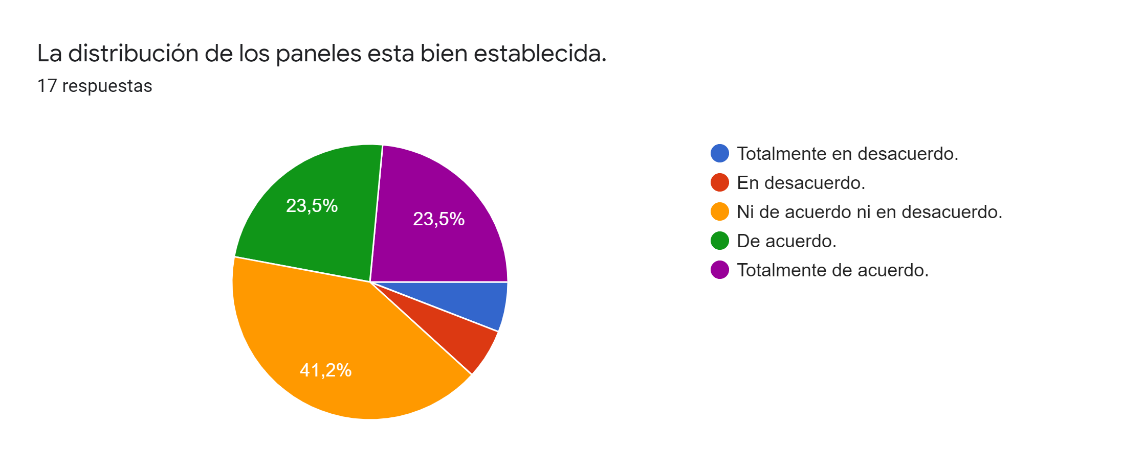 La distribución de los paneles esta bien establecida.
17 respuestas
23,5%
23,5%
41,2%
Totalmente en desacuerdo.
En desacuerdo.
Ni de acuerdo ni en desacuerdo.
De acuerdo.
Totalmente de acuerdo.